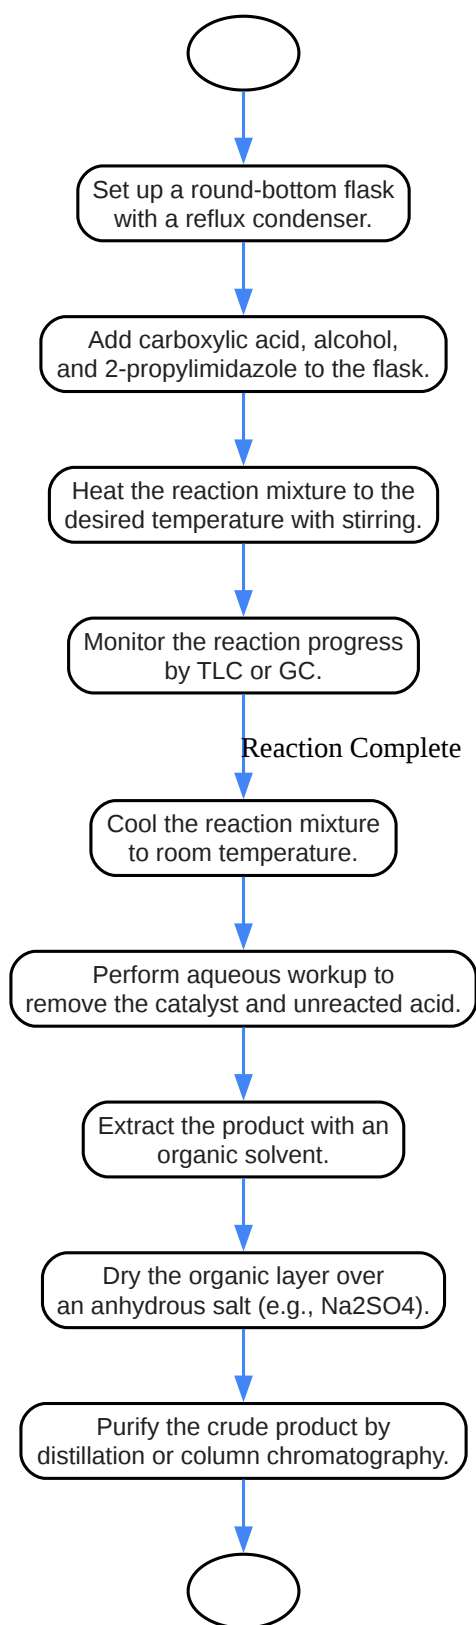 Set up a round-bottom flask
with a reflux condenser.
Add carboxylic acid, alcohol,
and 2-propylimidazole to the flask.
Heat the reaction mixture to the
desired temperature with stirring.
Monitor the reaction progress
by TLC or GC.
Reaction Complete
Cool the reaction mixture
to room temperature.
Perform aqueous workup to
remove the catalyst and unreacted acid.
Extract the product with an
organic solvent.
Dry the organic layer over
an anhydrous salt (e.g., Na2SO4).
Purify the crude product by
distillation or column chromatography.